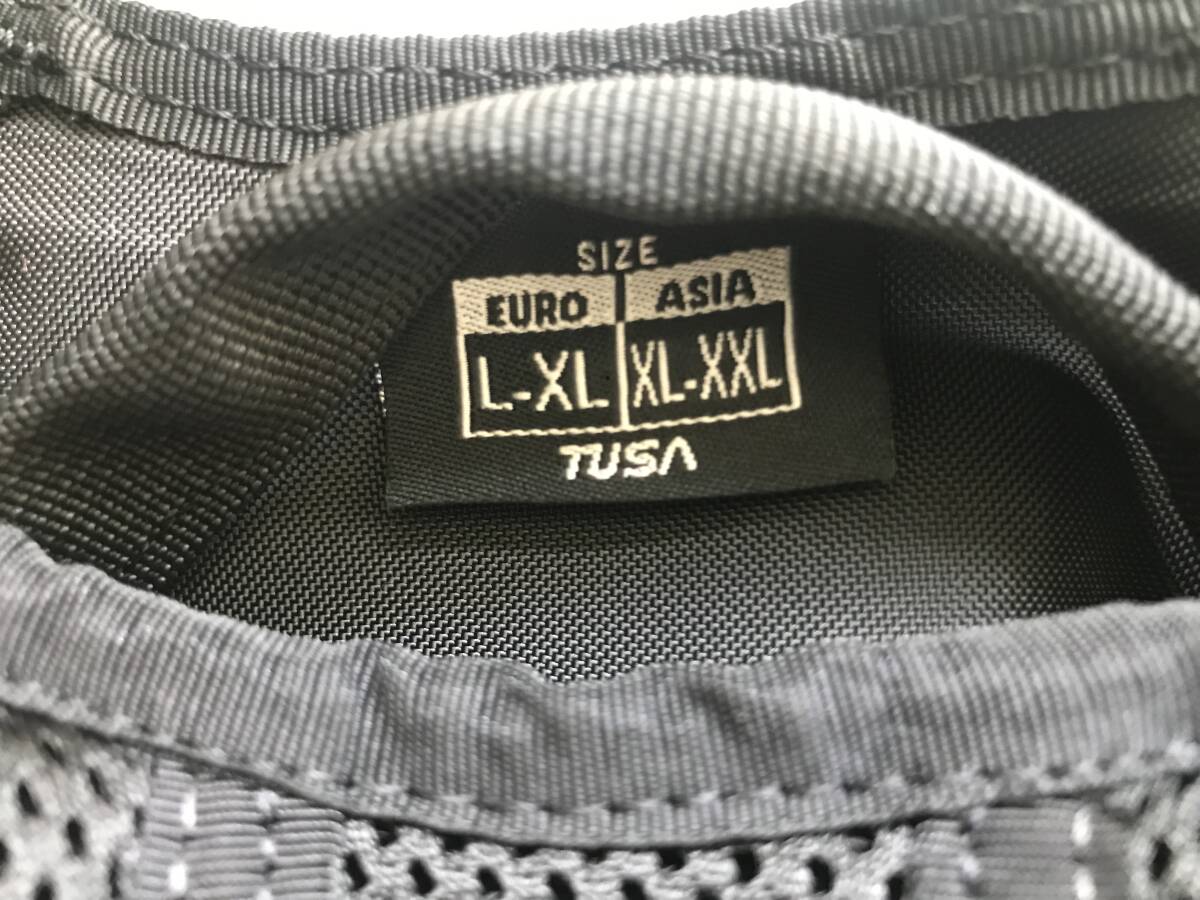 SIZE
EURO ASIA
L-XL XL-XXL
TUSA